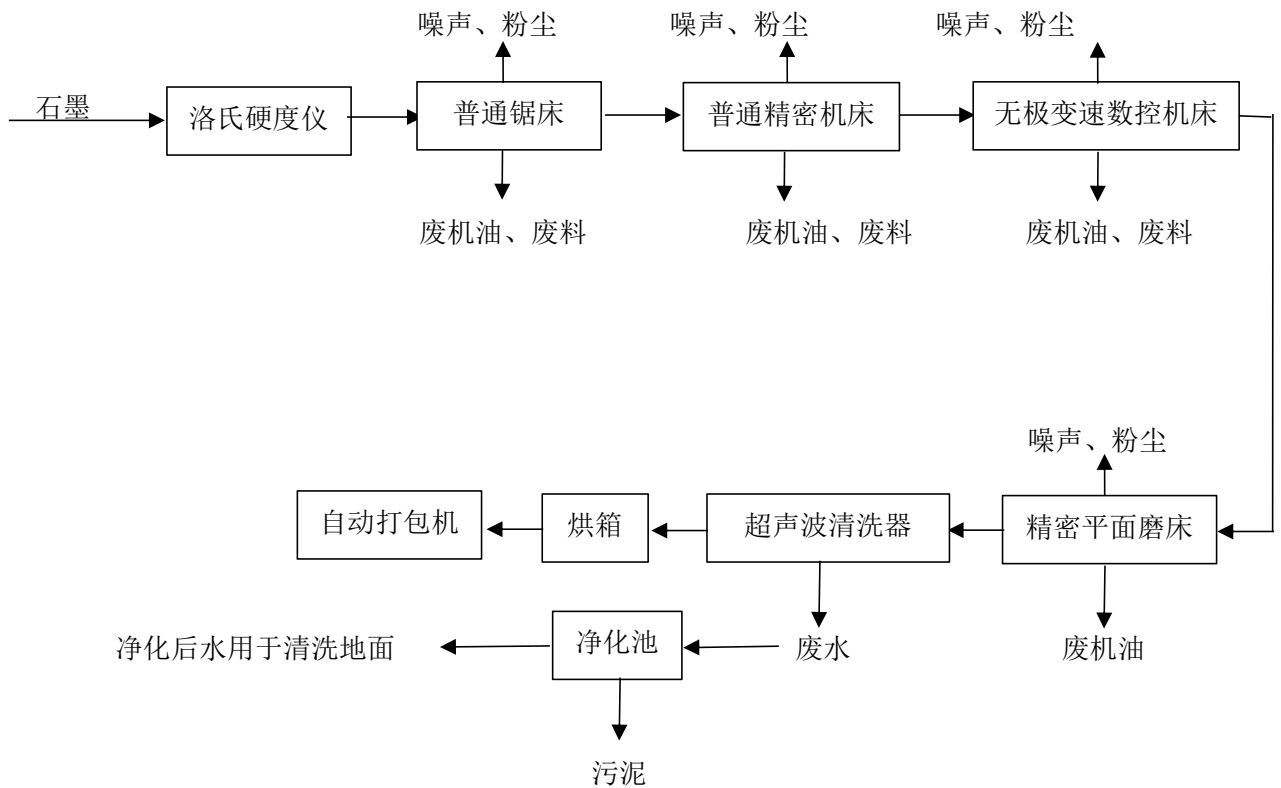 噪声、粉尘
噪声、粉尘
噪声、粉尘
石墨
洛氏硬度仪
普通锯床
普通精密机床
无极变速数控机床
废机油、废料
废机油、废料
废机油、废料
噪声、粉尘
自动打包机
烘箱
超声波清洗器
精密平面磨床
净化后水用于清洗地面
净化池
废水
废机油
污泥